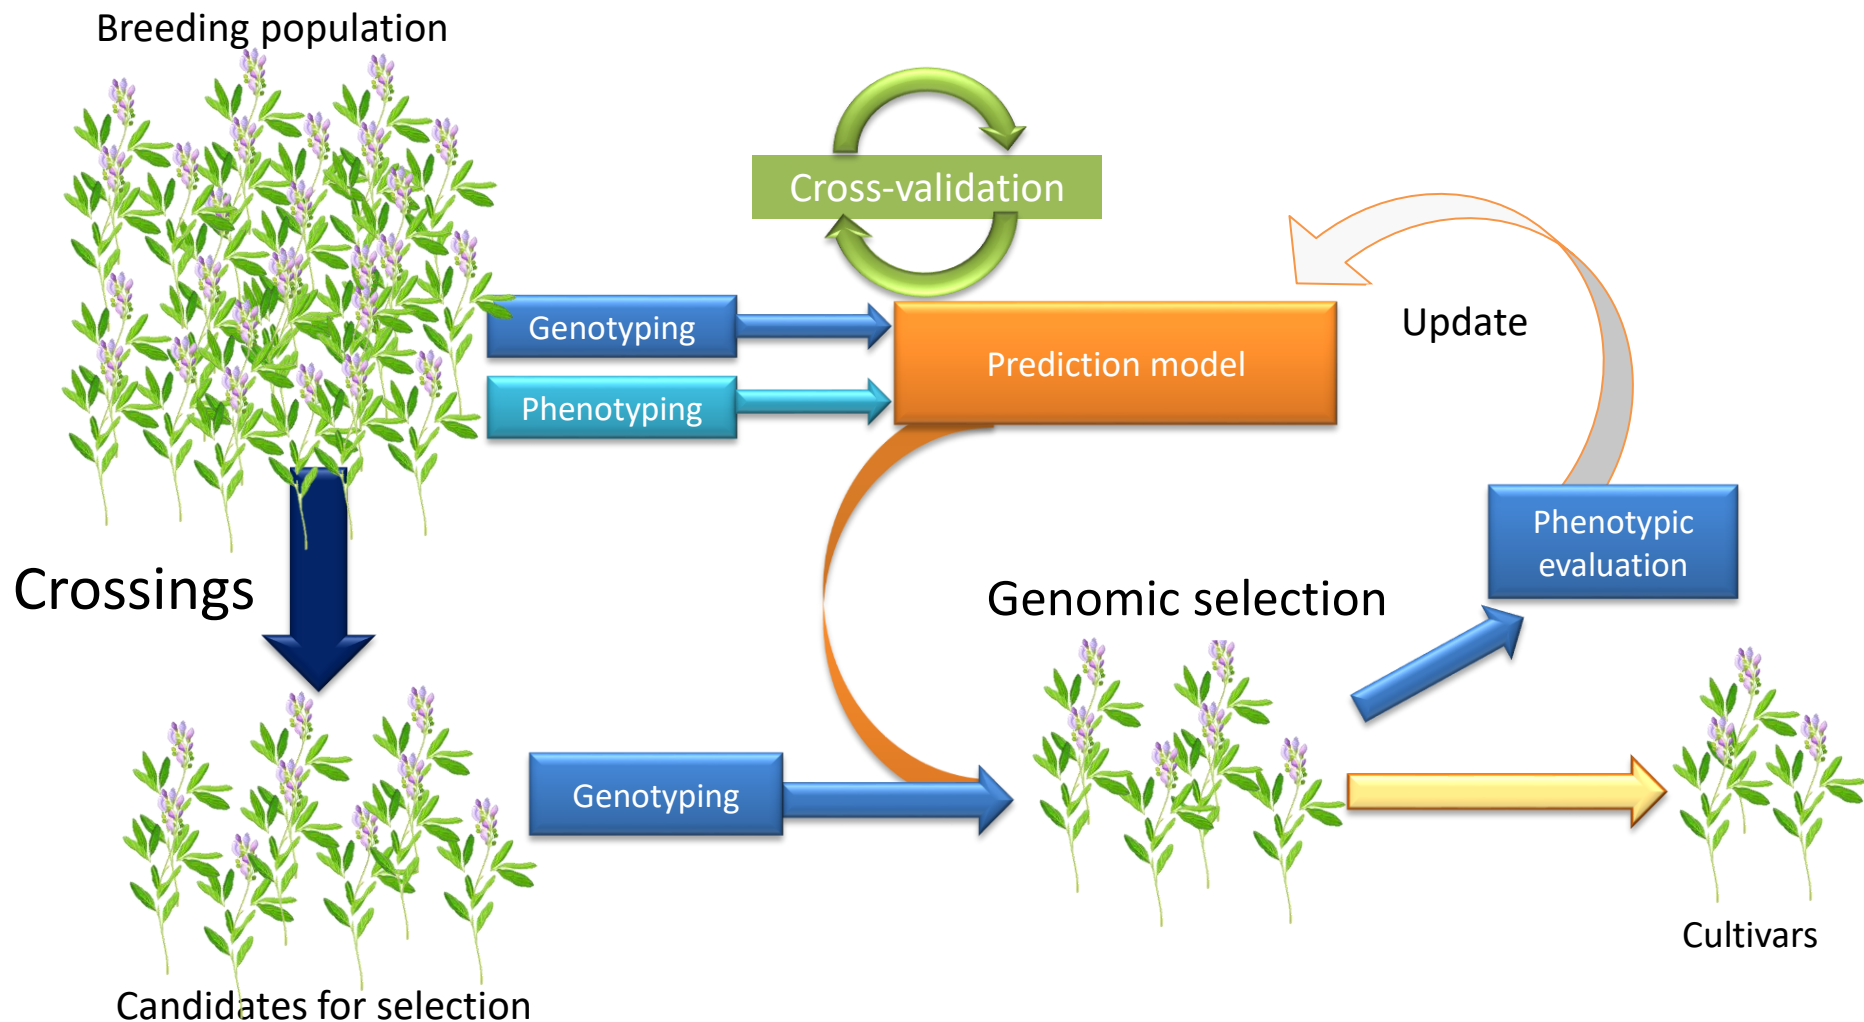 Breeding population
Cross-validation
Genotyping
Prediction model
Update
Phenotyping
Phenotypic
evaluation
Crossings
Genomic selection
Genotyping
Cultivars
Candidates for selection